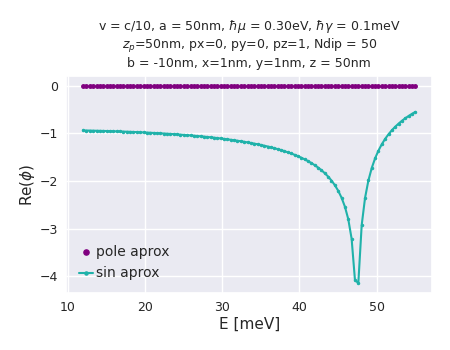 v = c/10, a = 50nm, ℏμ = 0.30eV, ℏγ = 0.1meV
z_p=50nm, px=0, py=0, pz=1, Ndip = 50
b = -10nm, x=1nm, y=1nm, z = 50nm
0
−1
−2
−3
−4
Re(ϕ)
pole aprox
sin aprox
10 20 30 40 50
E [meV]